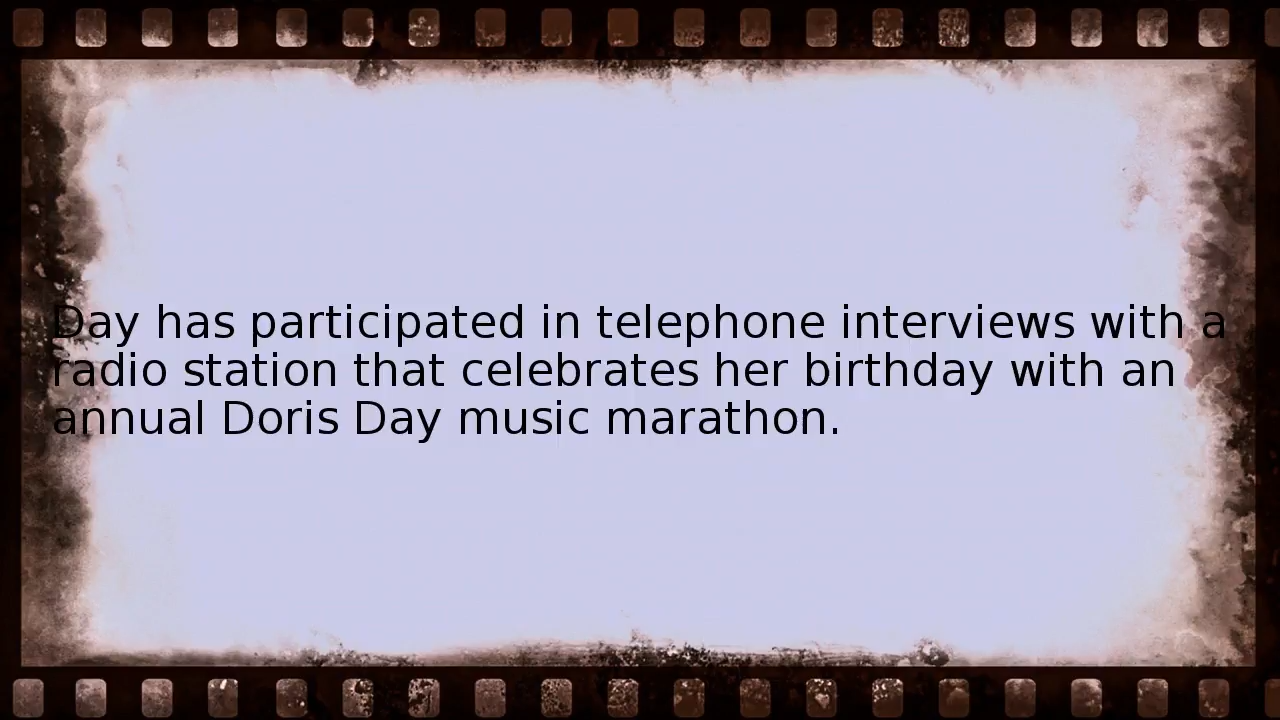 Day has participated in telephone interviews with a
radio station that celebrates her birthday with an
annual Doris Day music marathon.